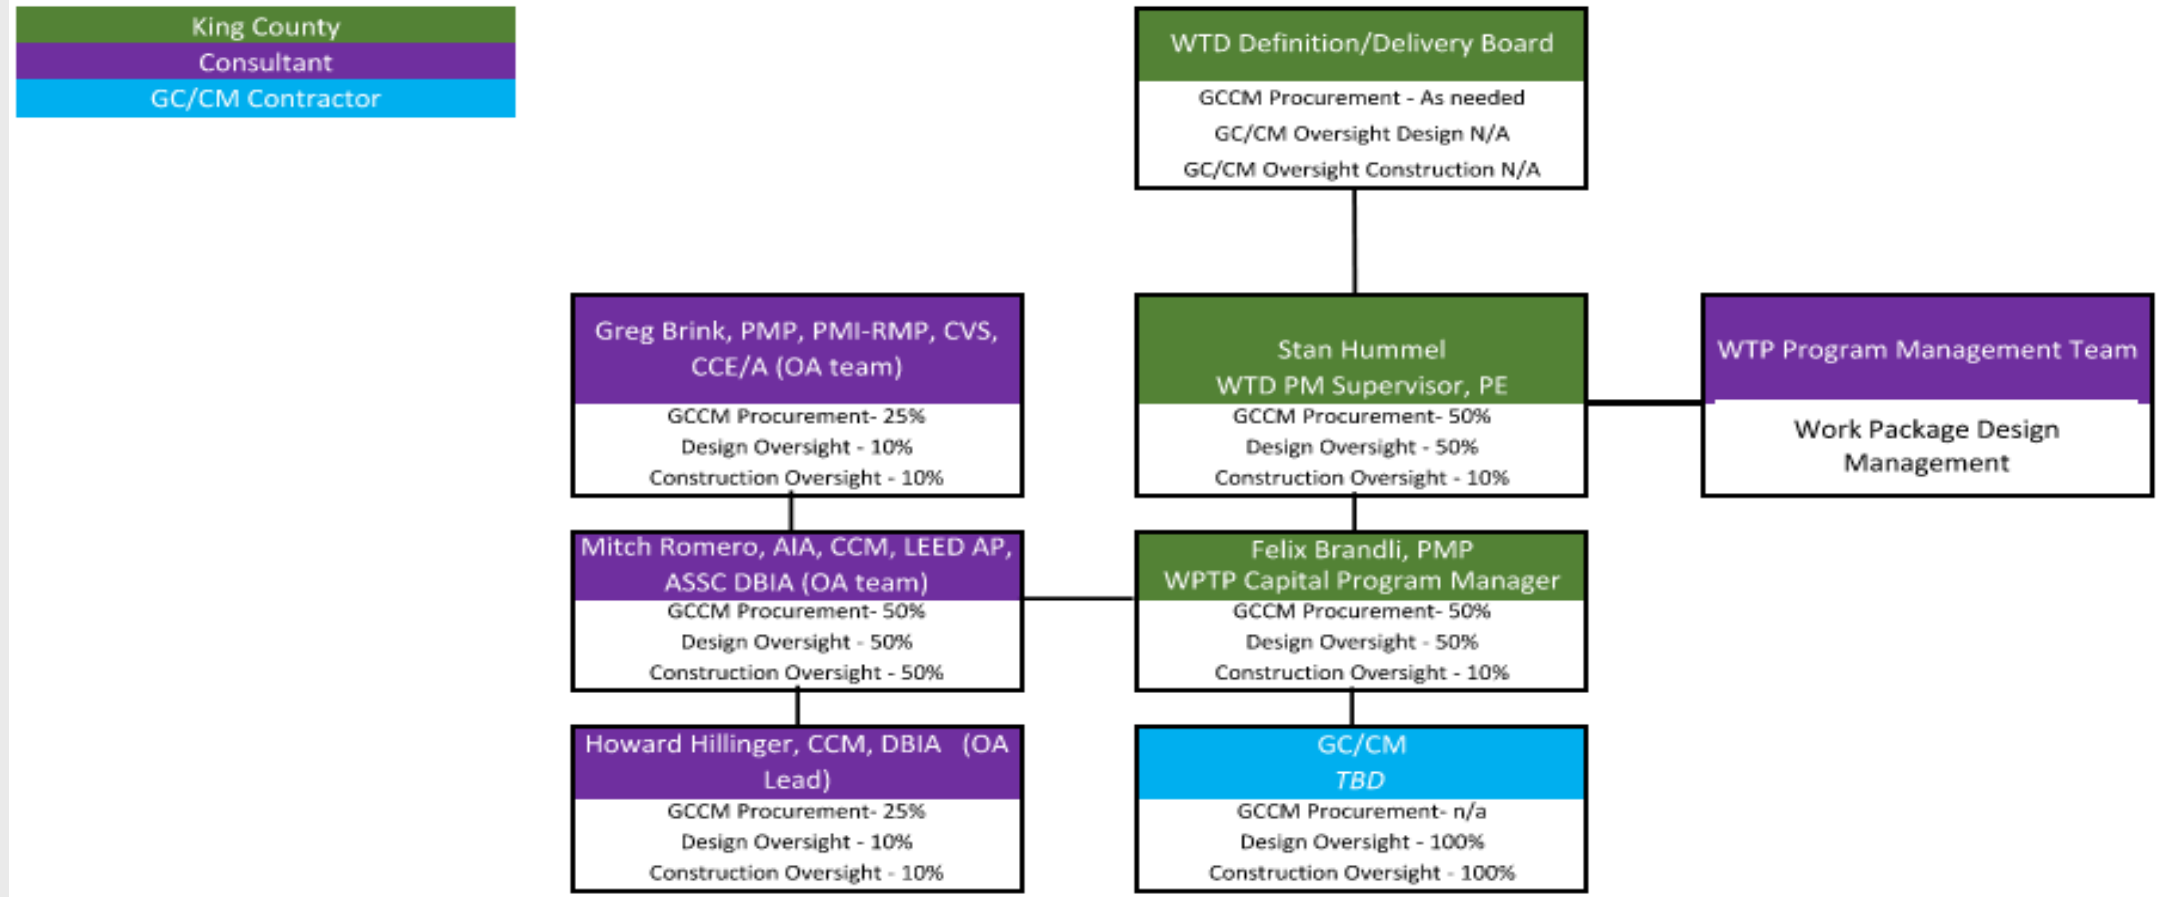 King County
Consultant
GC/CM Contractor
WTD Definition/Delivery Board
GCCM Procurement - As needed
GC/CM Oversight Design N/A
GC/CM Oversight Construction N/A
Greg Brink, PMP, PMI-RMP, CVS,
CCE/A (OA team)
GCCM Procurement- 25%
Design Oversight - 10%
Construction Oversight - 10%
Stan Hummel
WTD PM Supervisor, PE
GCCM Procurement- 50%
Design Oversight - 50%
Construction Oversight - 10%
WTP Program Management Team
Work Package Design
Management
Mitch Romero, AIA, CCM, LEED AP,
ASSC DBIA (OA team)
GCCM Procurement- 50%
Design Oversight - 50%
Construction Oversight - 50%
Felix Brandli, PMP
WPTP Capital Program Manager
GCCM Procurement- 50%
Design Oversight - 50%
Construction Oversight - 10%
Howard Hillinger, CCM, DBIA (OA
Lead)
GCCM Procurement- 25%
Design Oversight - 10%
Construction Oversight - 10%
GC/CM
TBD
GCCM Procurement- n/a
Design Oversight - 100%
Construction Oversight - 100%